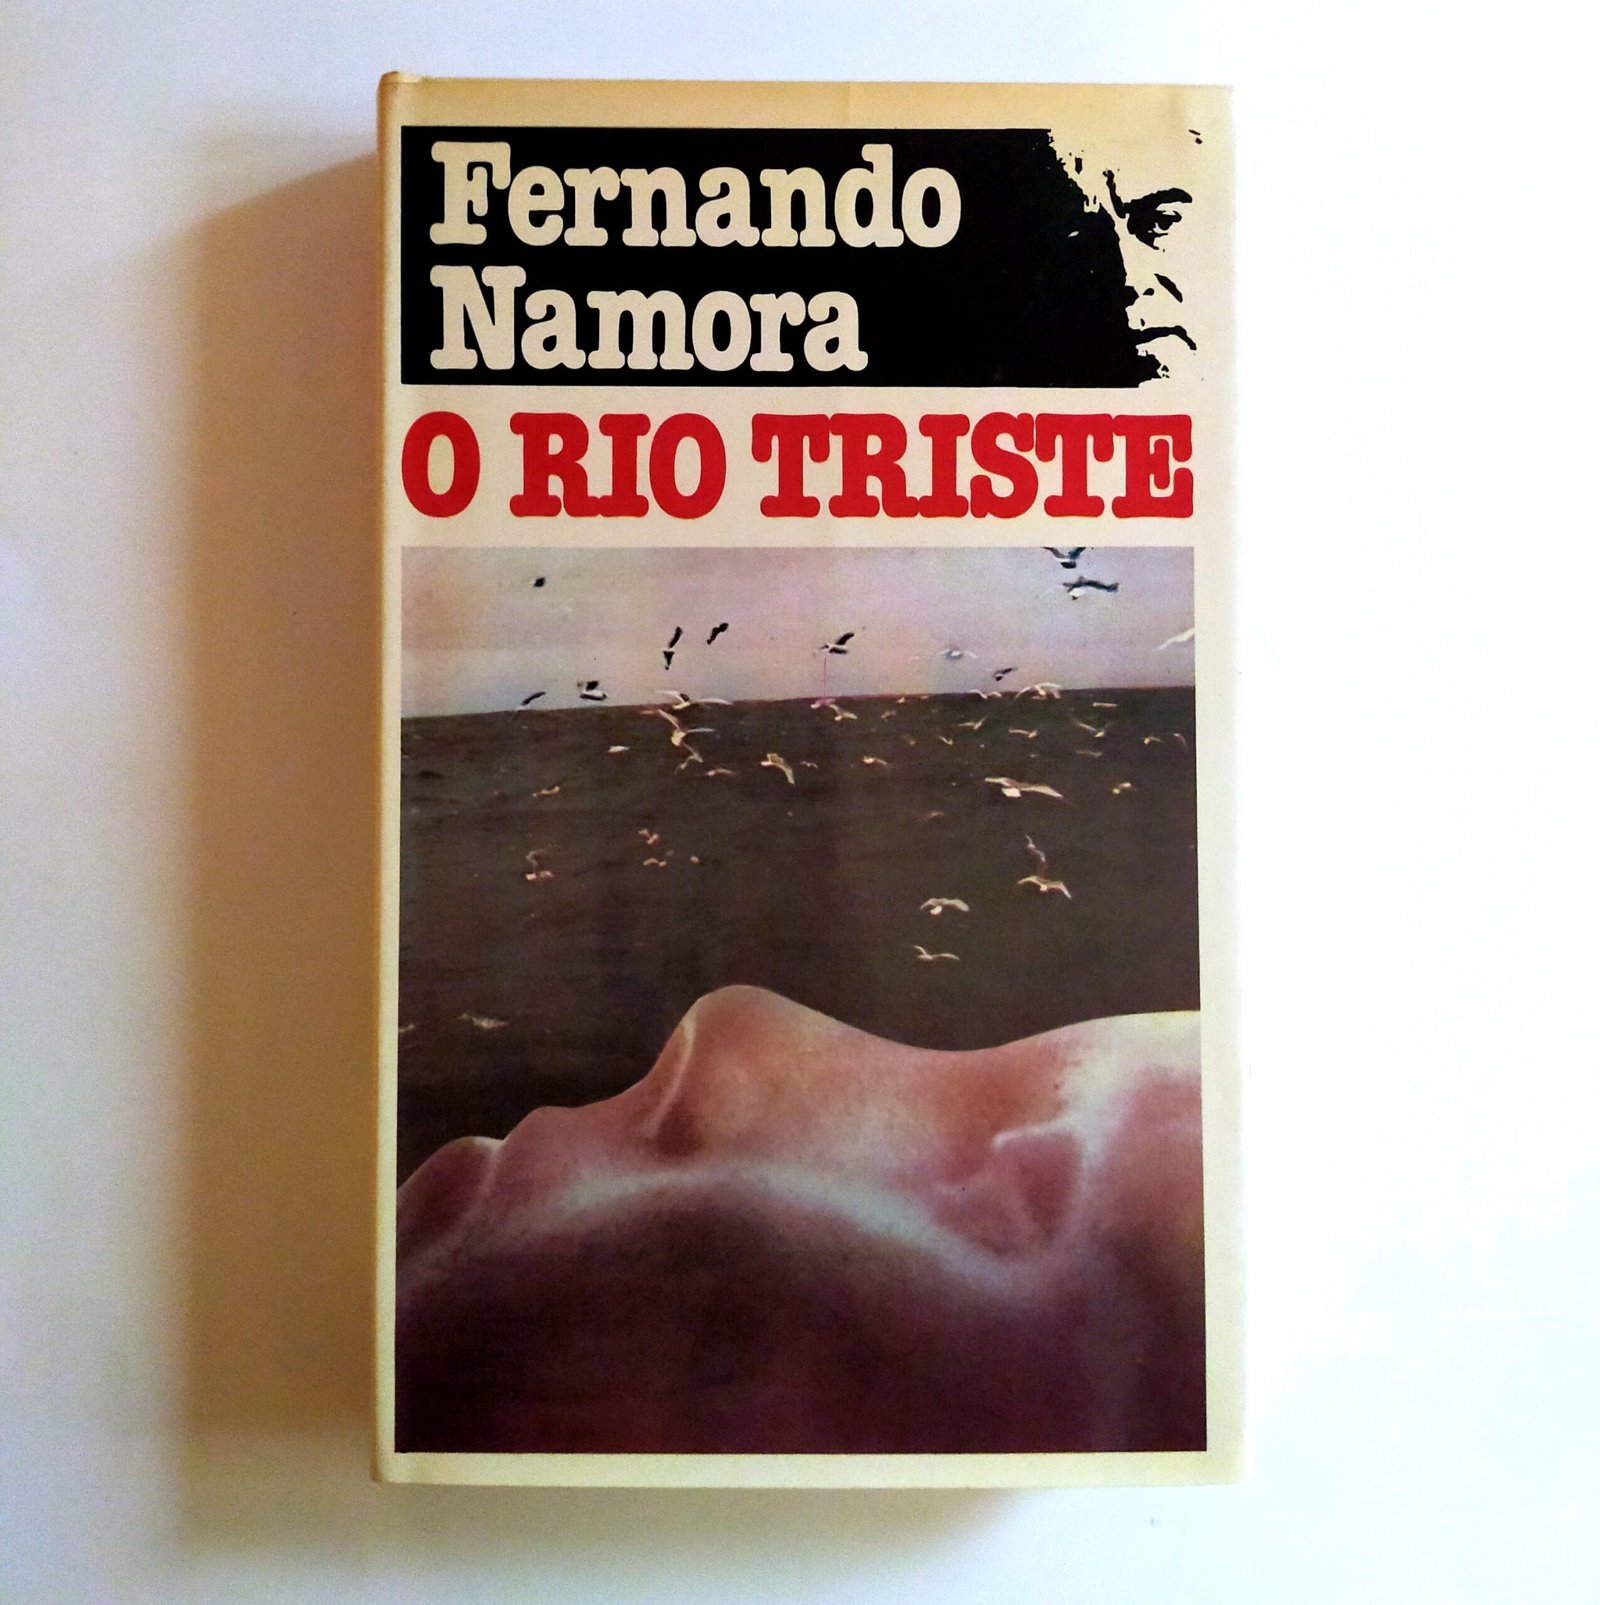 Fernando
Namora
O RIO TRISTE